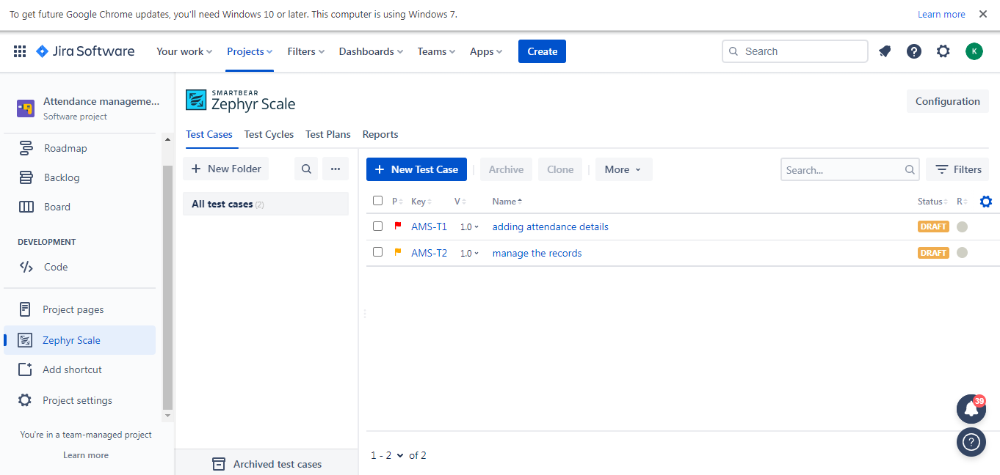 To get future Google Chrome updates, you'll need Windows 10 or later. This computer is using Windows 7.
Learn more
Jira Software
Your work
Projects
Filters
Dashboards
Teams
Apps
Create
Search
K
Attendance manageme...
Software project
Roadmap
Backlog
Board
DEVELOPMENT
Code
Project pages
Zephyr Scale
Add shortcut
Project settings
You're in a team-managed project
Learn more
SMARTBEAR
Zephyr Scale
Configuration
Test Cases
Test Cycles
Test Plans
Reports
New Folder
All test cases (2)
Archived test cases
New Test Case
Archive
Clone
More
Search...
Filters
P Key V Name Status R
AMS-T1 1.0 adding attendance details DRAFT
AMS-T2 1.0 manage the records DRAFT
39
1 - 2 of 2